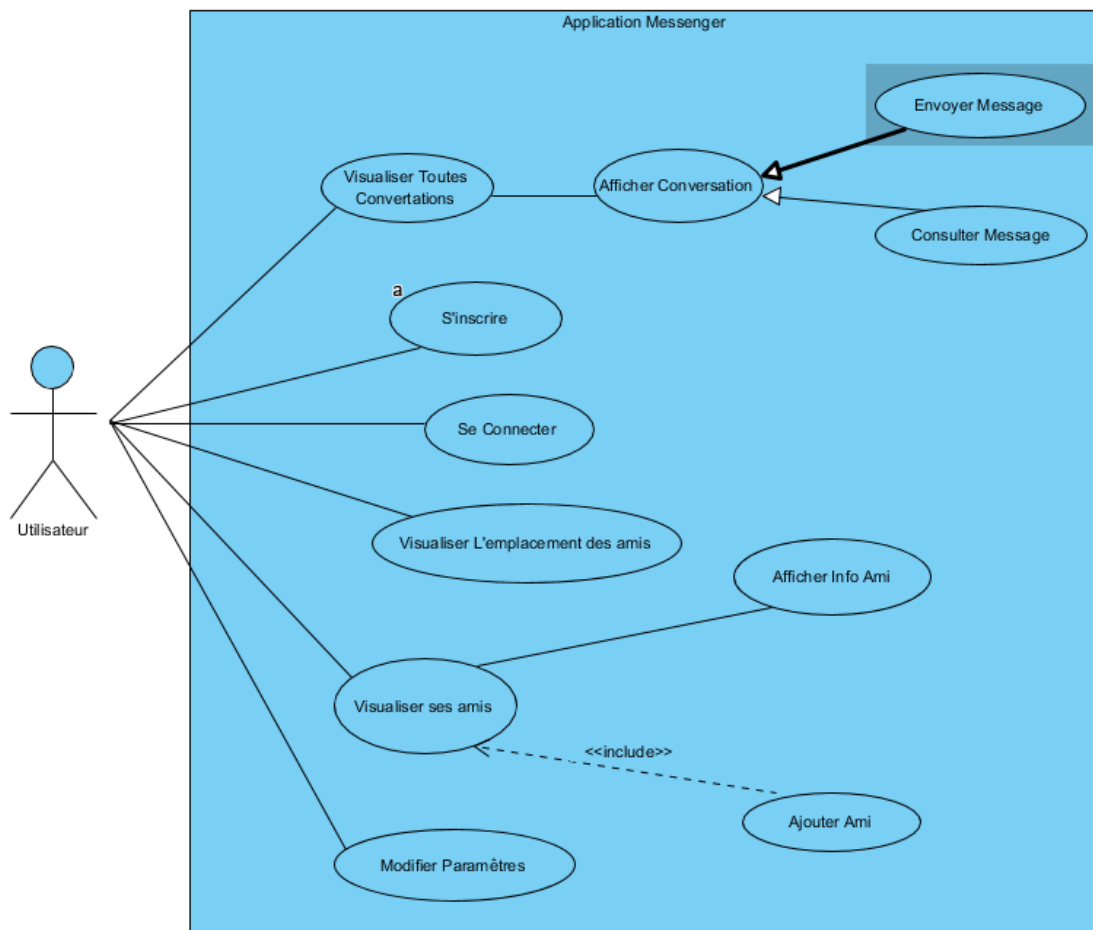 Application Messenger
Envoyer Message
Visualiser Toutes
Convertations
Afficher Conversation
Consulter Message
a
S'inscrire
Se Connecter
Utilisateur
Visualiser L'emplacement des amis
Afficher Info Ami
Visualiser ses amis
<<include>>
Ajouter Ami
Modifier Paramêtres